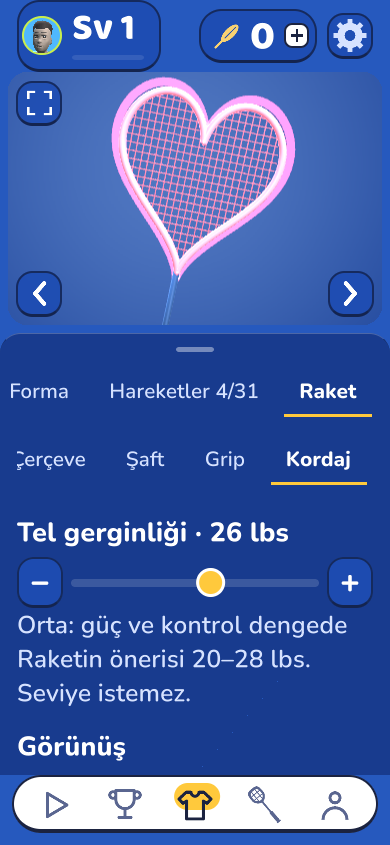 Sv 1
0
Forma Hareketler 4/31 Raket
Çerçeve Şaft Grip Kordaj
Tel gerginliği · 26 lbs
Orta: güç ve kontrol dengede
Raketin önerisi 20–28 lbs.
Seviye istemez.
Görünüş